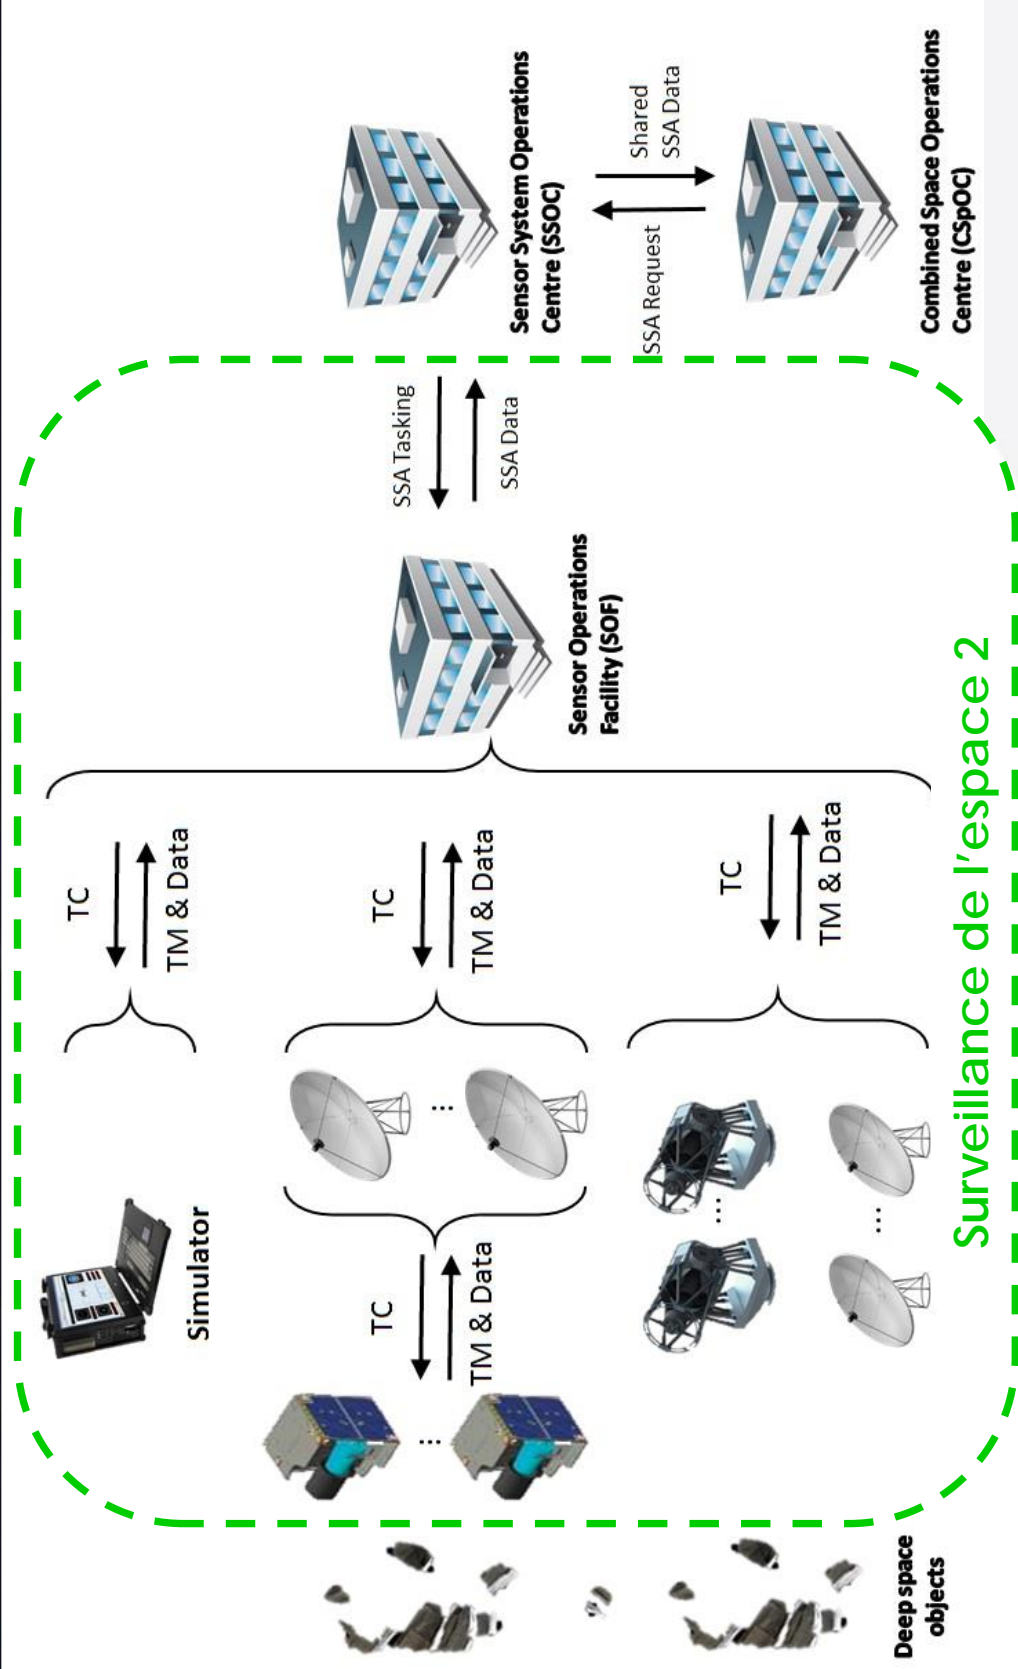 Deep space
objects
Simulator
TC
TM & Data
TC
TM & Data
...
...
TC
TM & Data
...
...
TC
TM & Data
Sensor Operations
Facility (SOF)
SSA Tasking
SSA Data
Sensor System Operations
Centre (SSOC)
SSA Request
Shared
SSA Data
Combined Space Operations
Centre (CSpOC)
Surveillance de l'espace 2